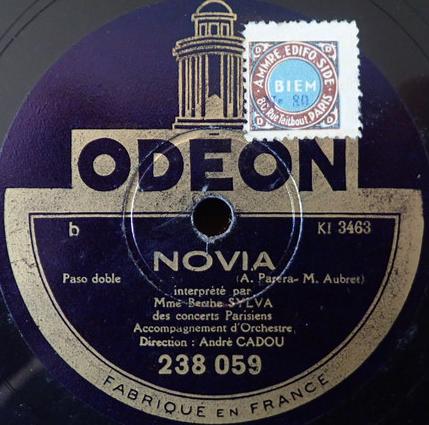 AMMRE. EDIFO. SIDE
BIEM
80 Rue Taitbout PARIS
ODEON
b
KI 3463
NOVIA
Paso doble
(A. Parera- M. Aubret)
interprété par
Mme Berthe SYLVA
des concerts Parisiens
Accompagnement d'Orchestre
Direction : André CADOU
238 059
FABRIQUÉ EN FRANCE